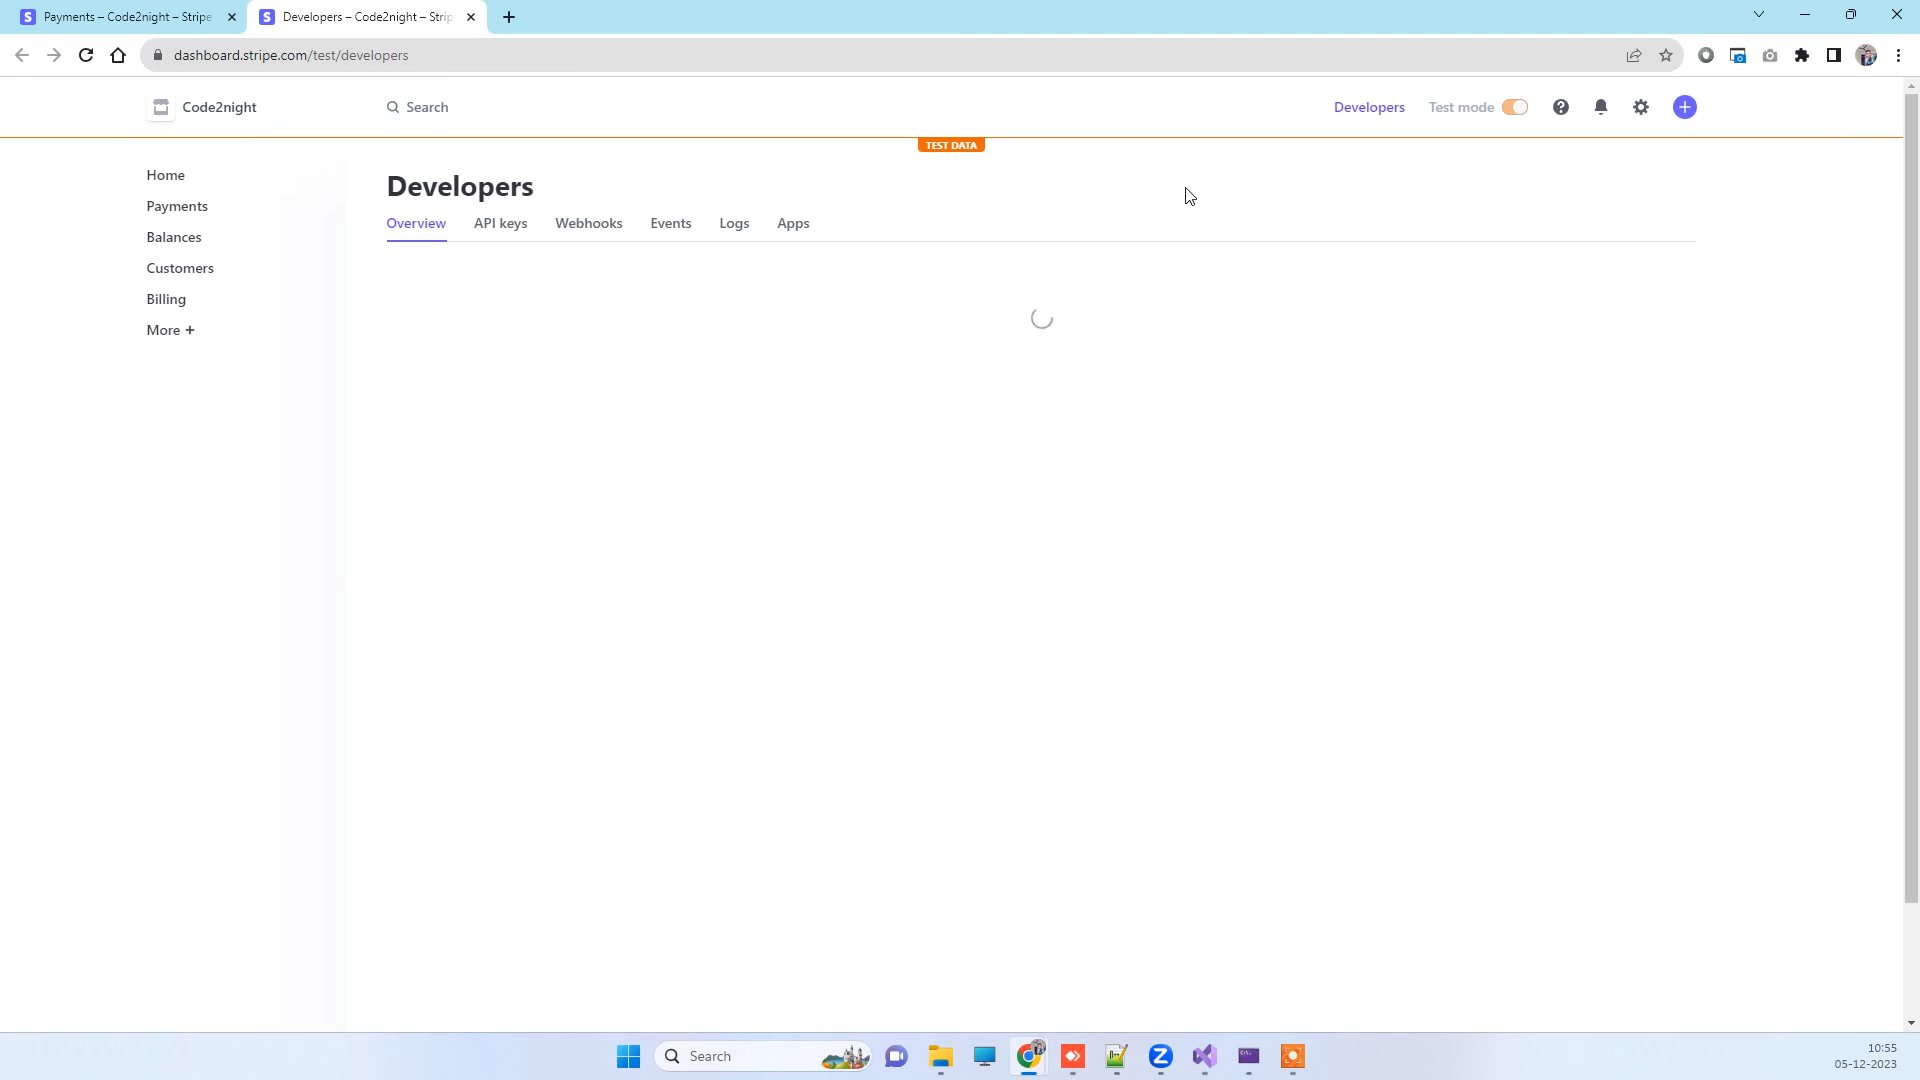 Payments – Code2night – Stripe
Developers – Code2night – Strip
dashboard.stripe.com/test/developers
Code2night
Search
Developers
Test mode
TEST DATA
Home
Payments
Balances
Customers
Billing
More +
Developers
Overview
API keys
Webhooks
Events
Logs
Apps
Search
10:55
05-12-2023